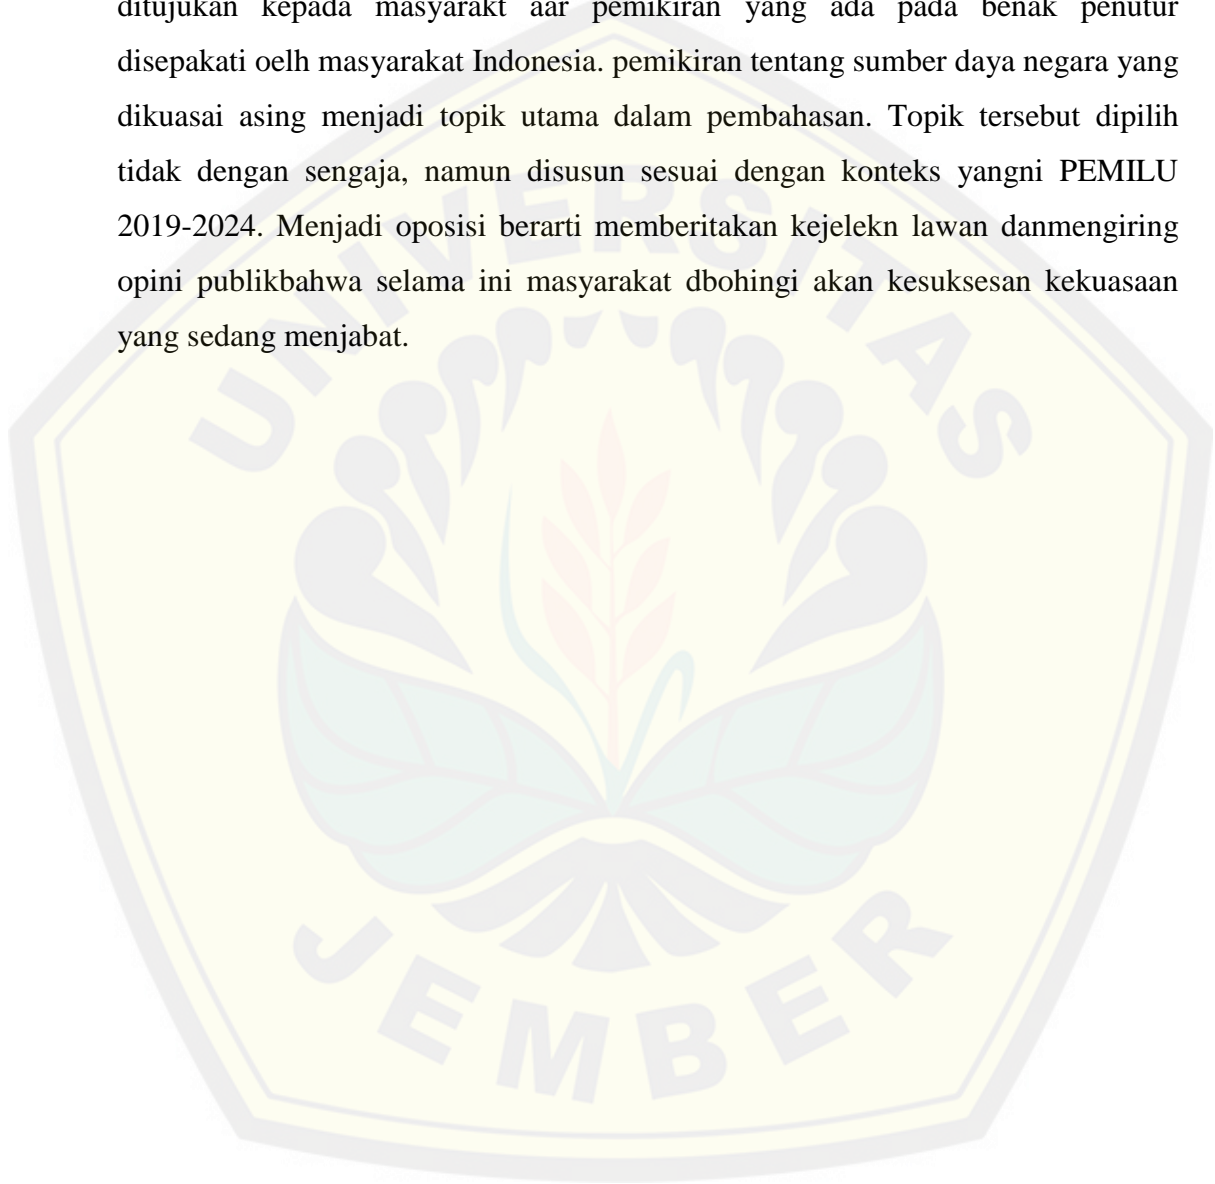 ditujukan kepada masyarakt aar pemikiran yang ada pada benak penutur
disepakati oelh masyarakat Indonesia. pemikiran tentang sumber daya negara yang
dikuasai asing menjadi topik utama dalam pembahasan. Topik tersebut dipilih
tidak dengan sengaja, namun disusun sesuai dengan konteks yangni PEMILU
2019-2024. Menjadi oposisi berarti memberitakan kejelekn lawan danmengiring
opini publikbahwa selama ini masyarakat dbohingi akan kesuksesan kekuasaan
yang sedang menjabat.
UNIVERSITAS
JEMBER